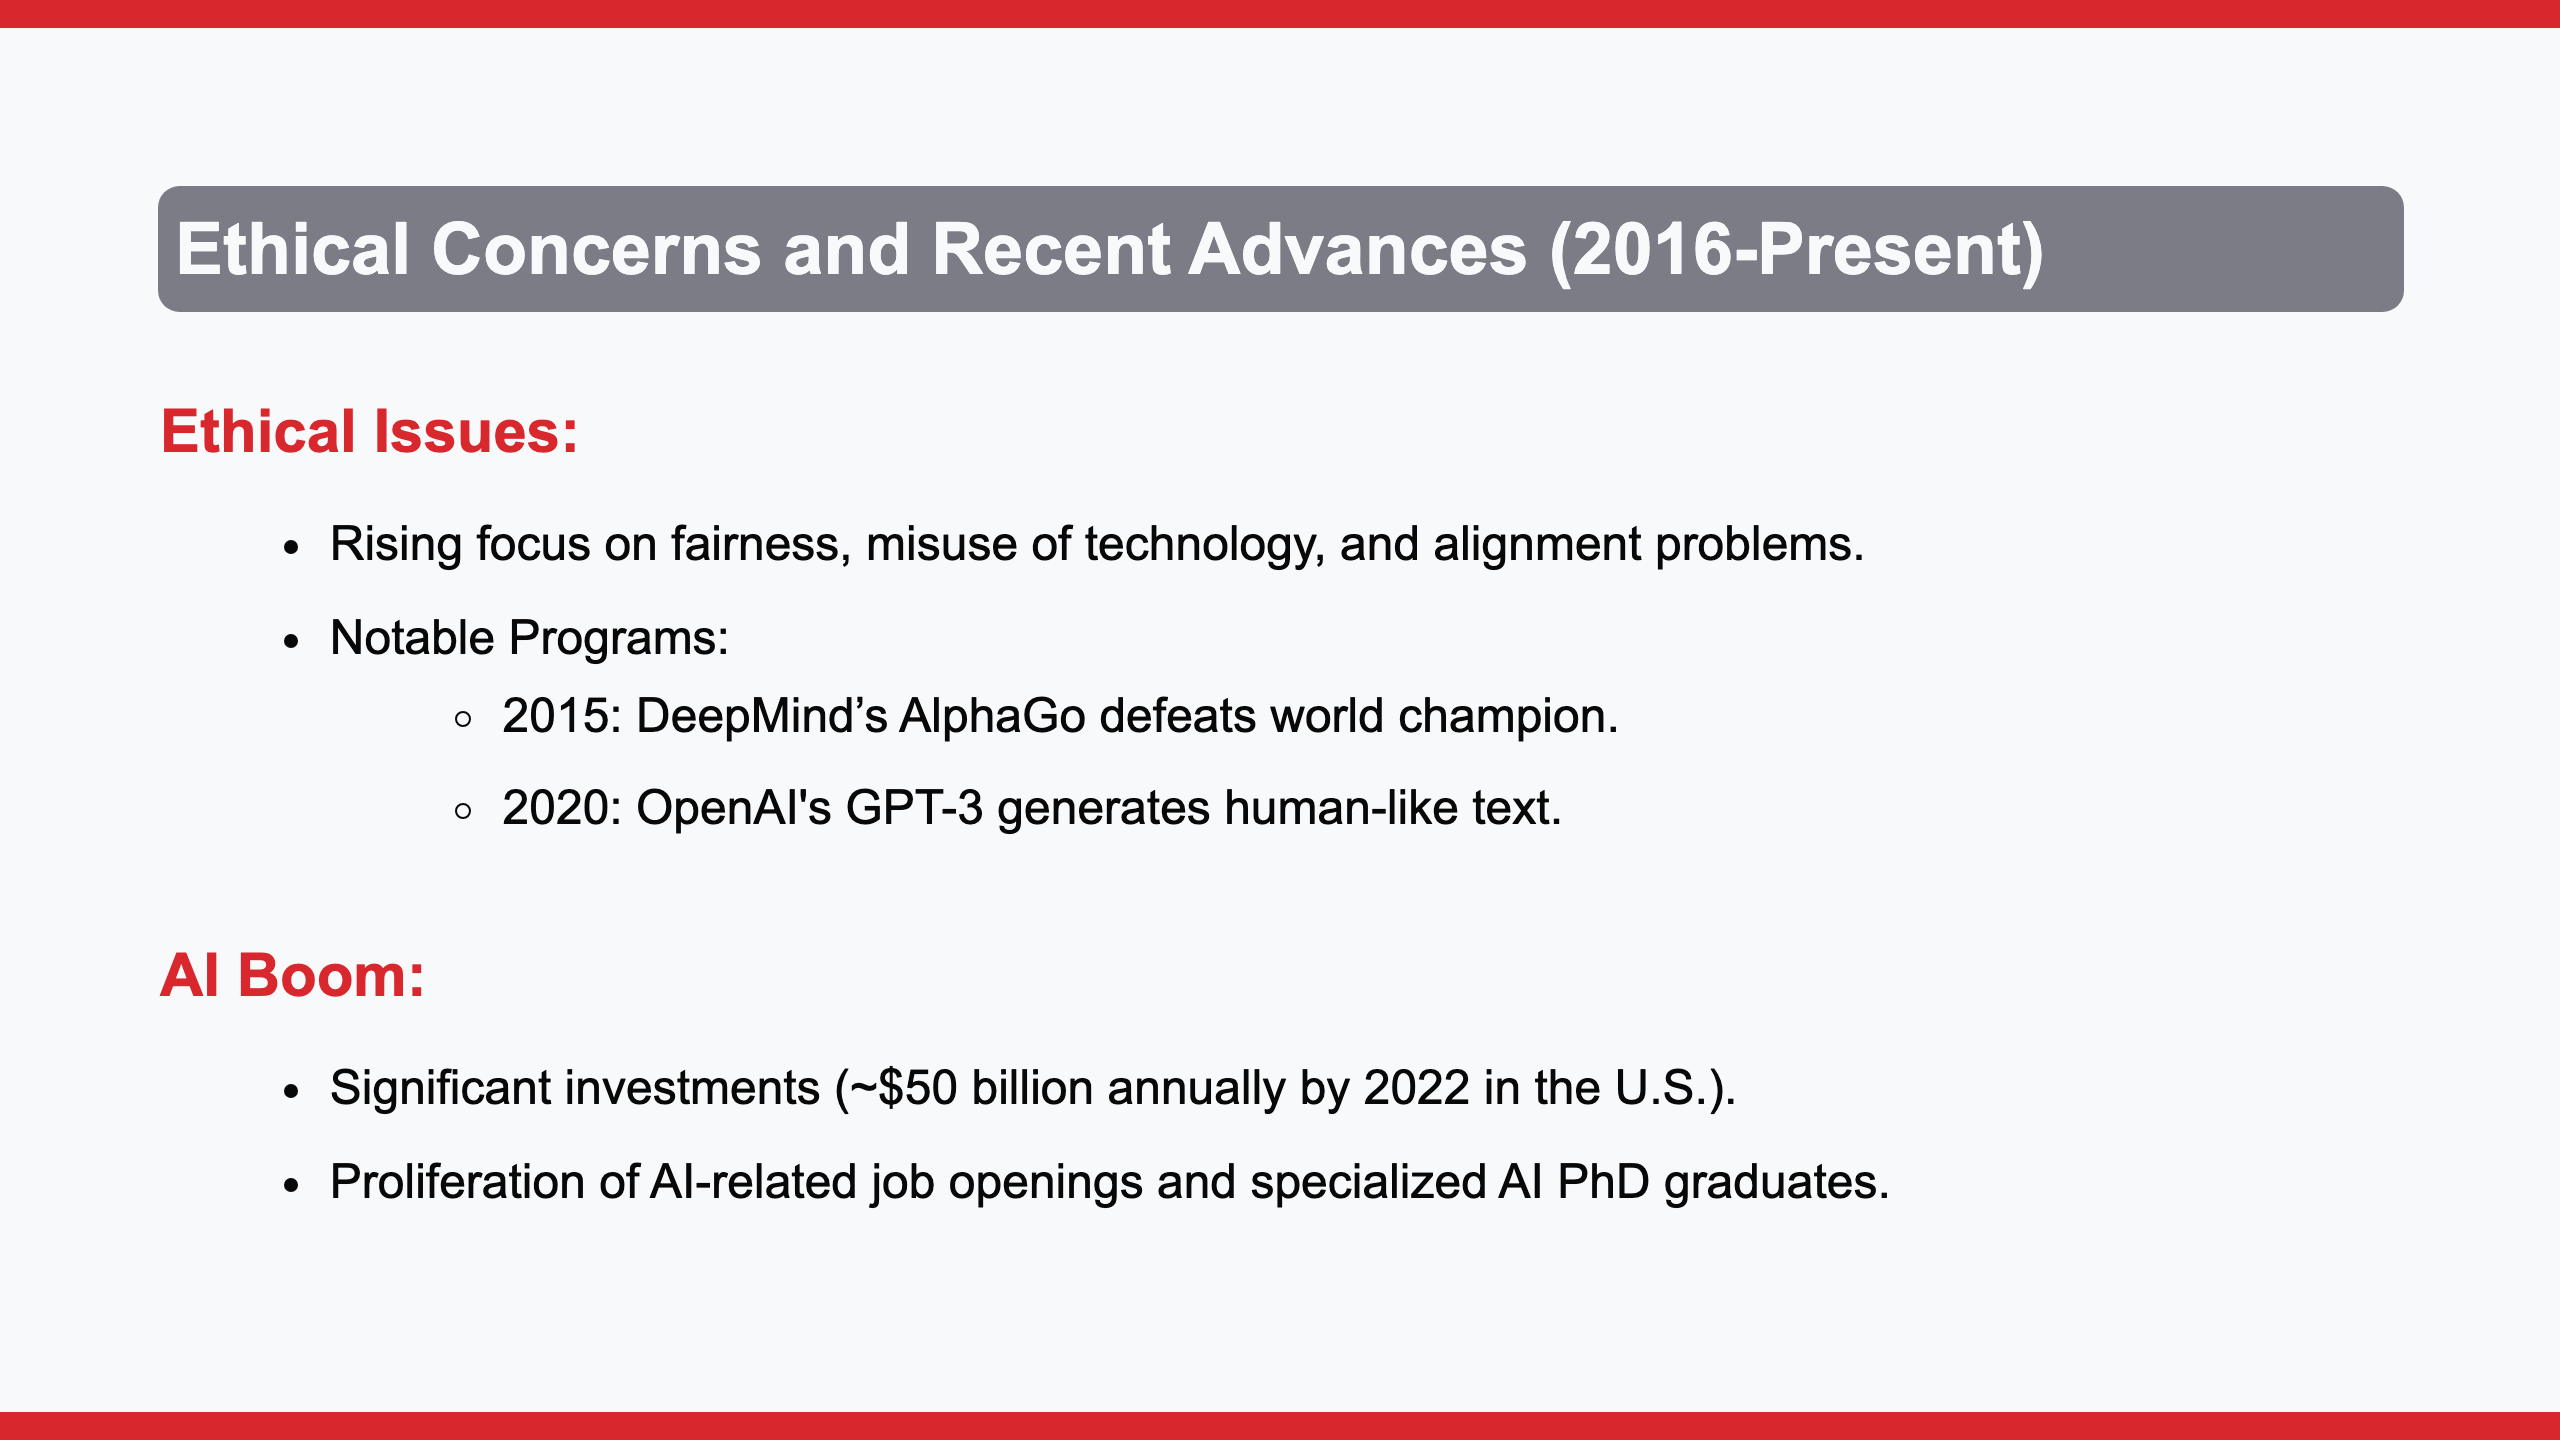 Ethical Concerns and Recent Advances (2016-Present)
Ethical Issues:
• Rising focus on fairness, misuse of technology, and alignment problems.
• Notable Programs:
◦ 2015: DeepMind’s AlphaGo defeats world champion.
◦ 2020: OpenAI's GPT-3 generates human-like text.
AI Boom:
• Significant investments (~$50 billion annually by 2022 in the U.S.).
• Proliferation of AI-related job openings and specialized AI PhD graduates.